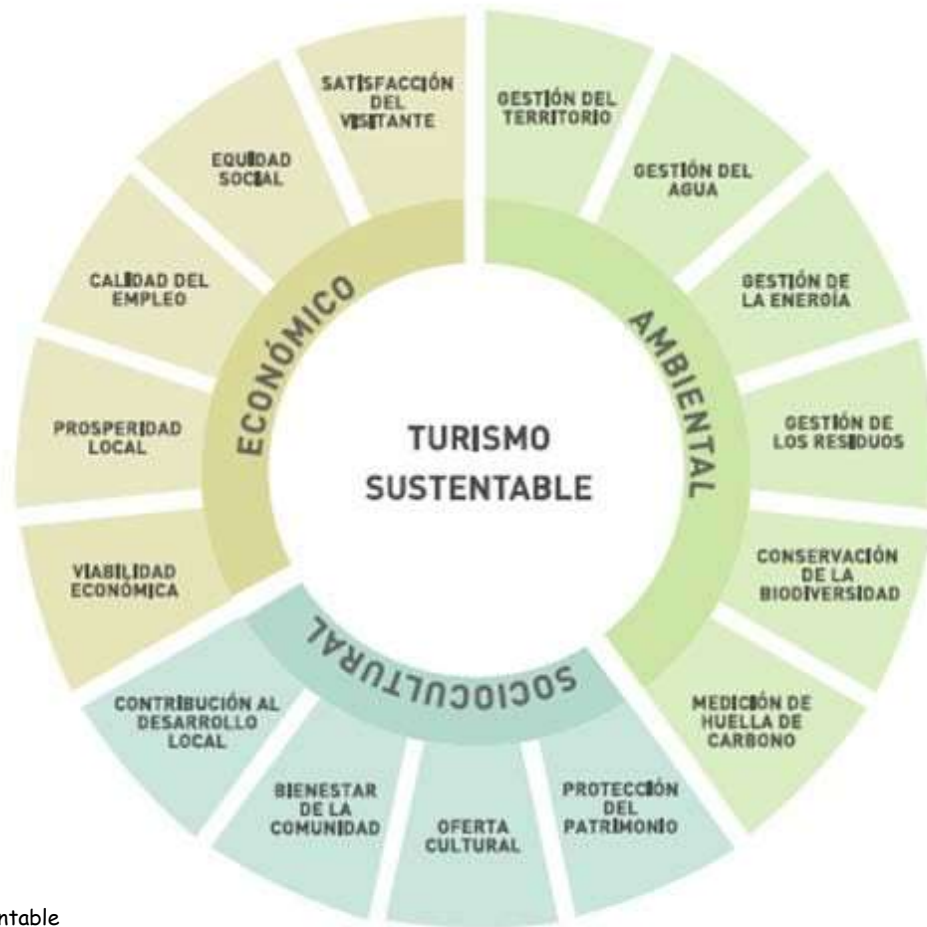 TURISMO
SUSTENTABLE
ECONÓMICO
SATISFACCIÓN
DEL
VISITANTE
EQUIDAD
SOCIAL
CALIDAD DEL
EMPLEO
PROSPERIDAD
LOCAL
VIABILIDAD
ECONÓMICA
AMBIENTAL
GESTIÓN DEL
TERRITORIO
GESTIÓN DEL
AGUA
GESTIÓN DE
LA ENERGÍA
GESTIÓN DE
LOS RESIDUOS
CONSERVACIÓN
DE LA
BIODIVERSIDAD
MEDICIÓN DE
HUELLA DE
CARBONO
SOCIOCULTURAL
CONTRIBUCIÓN AL
DESARROLLO
LOCAL
BIENESTAR
DE LA
COMUNIDAD
OFERTA
CULTURAL
PROTECCIÓN
DEL
PATRIMONIO
ntable